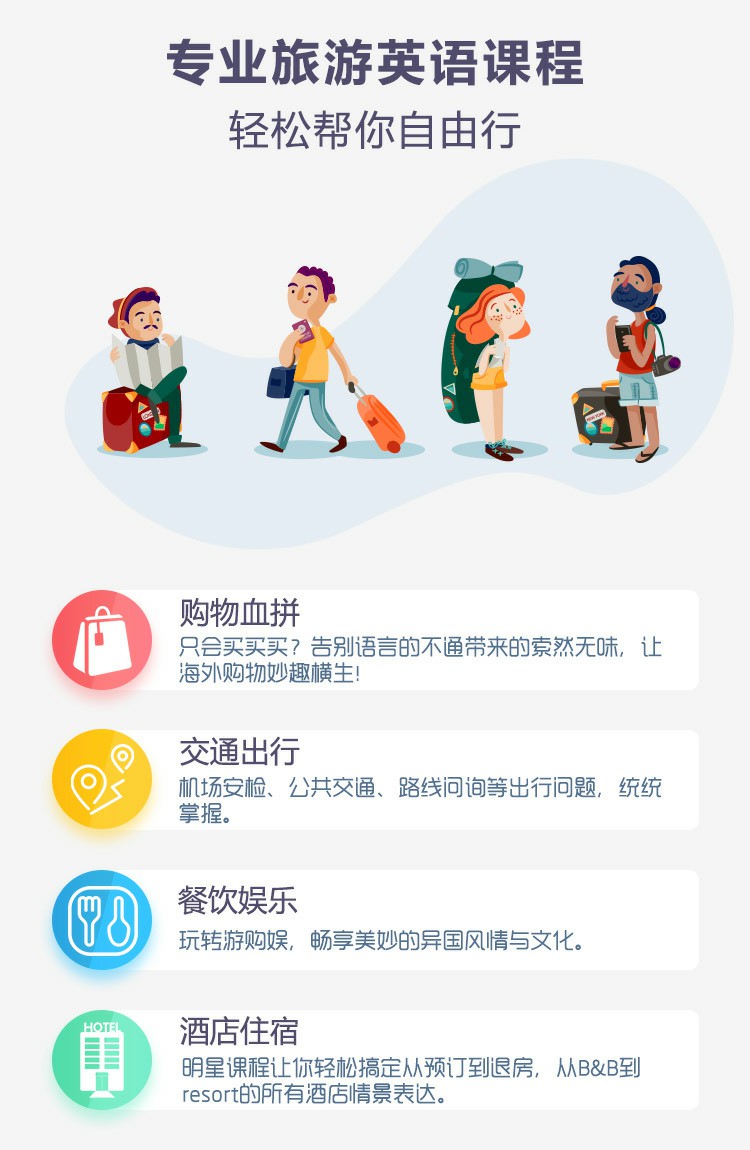 专业旅游英语课程
轻松帮你自由行
购物血拼
只会买买买？告别语言的不通带来的索然无味，让
海外购物妙趣横生!
交通出行
机场安检、公共交通、路线问询等出行问题，统统
掌握。
餐饮娱乐
玩转游购娱，畅享美妙的异国风情与文化。
HOTEL
酒店住宿
明星课程让你轻松搞定从预订到退房，从B&B到
resort的所有酒店情景表达。